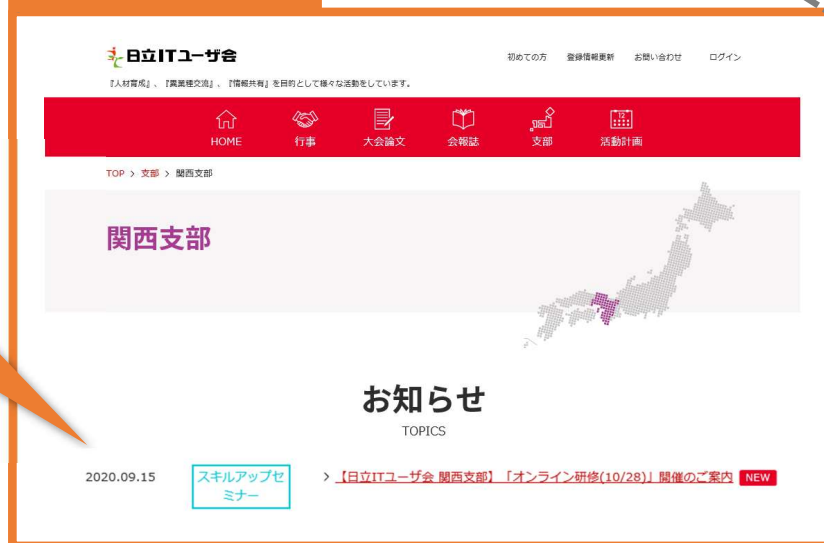 日立ITユーザ会
初めての方 登録情報更新 お問い合わせ ログイン
『人材育成』、『異業種交流』、『情報共有』を目的として様々な活動をしています。
HOME 行事 大会論文 会報誌 支部 活動計画
TOP > 支部 > 関西支部
関西支部
お知らせ
TOPICS
2020.09.15 スキルアップセ > 【日立ITユーザ会 関西支部】「オンライン研修(10/28)」開催のご案内 NEW
ミナー